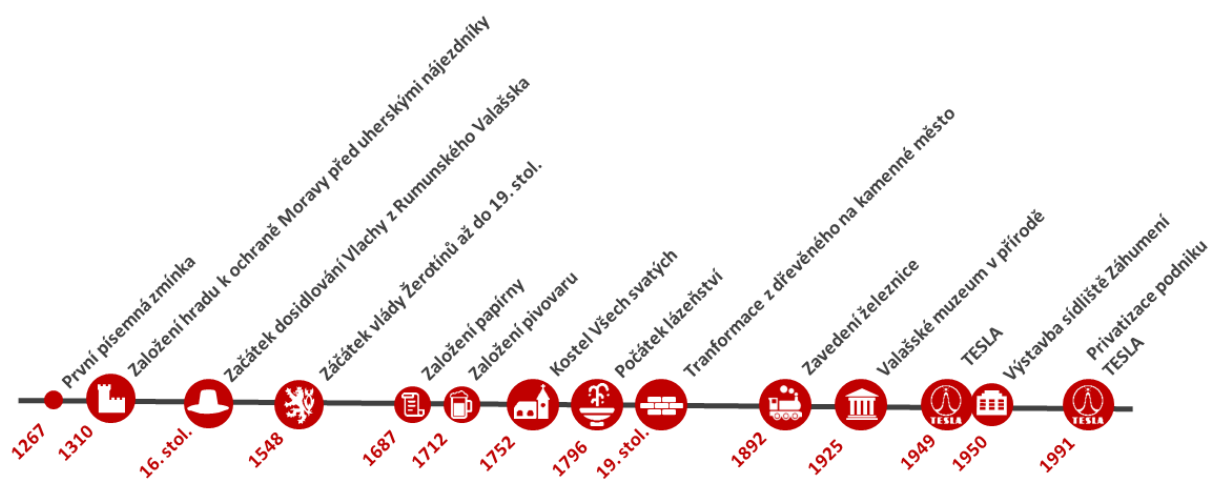 1267
První písemná zmínka
1310
Založení hradu k ochraně Moravy před uherskými nájezdníky
16. stol.
Začátek dosidlování Vlachy z Rumunského Valašska
1548
Záčátek vlády Žerotínů až do 19. stol.
1687
Založení papírny
1712
Založení pivovaru
1752
Kostel Všech svatých
1796
Počátek lázeňství
19. stol.
Tranformace z dřevěného na kamenné město
1892
Zavedení železnice
1925
Valašské muzeum v přírodě
1949
TESLA
TESLA
1950
Výstavba sídliště Záhumení
1991
Privatizace podniku
TESLA
TESLA